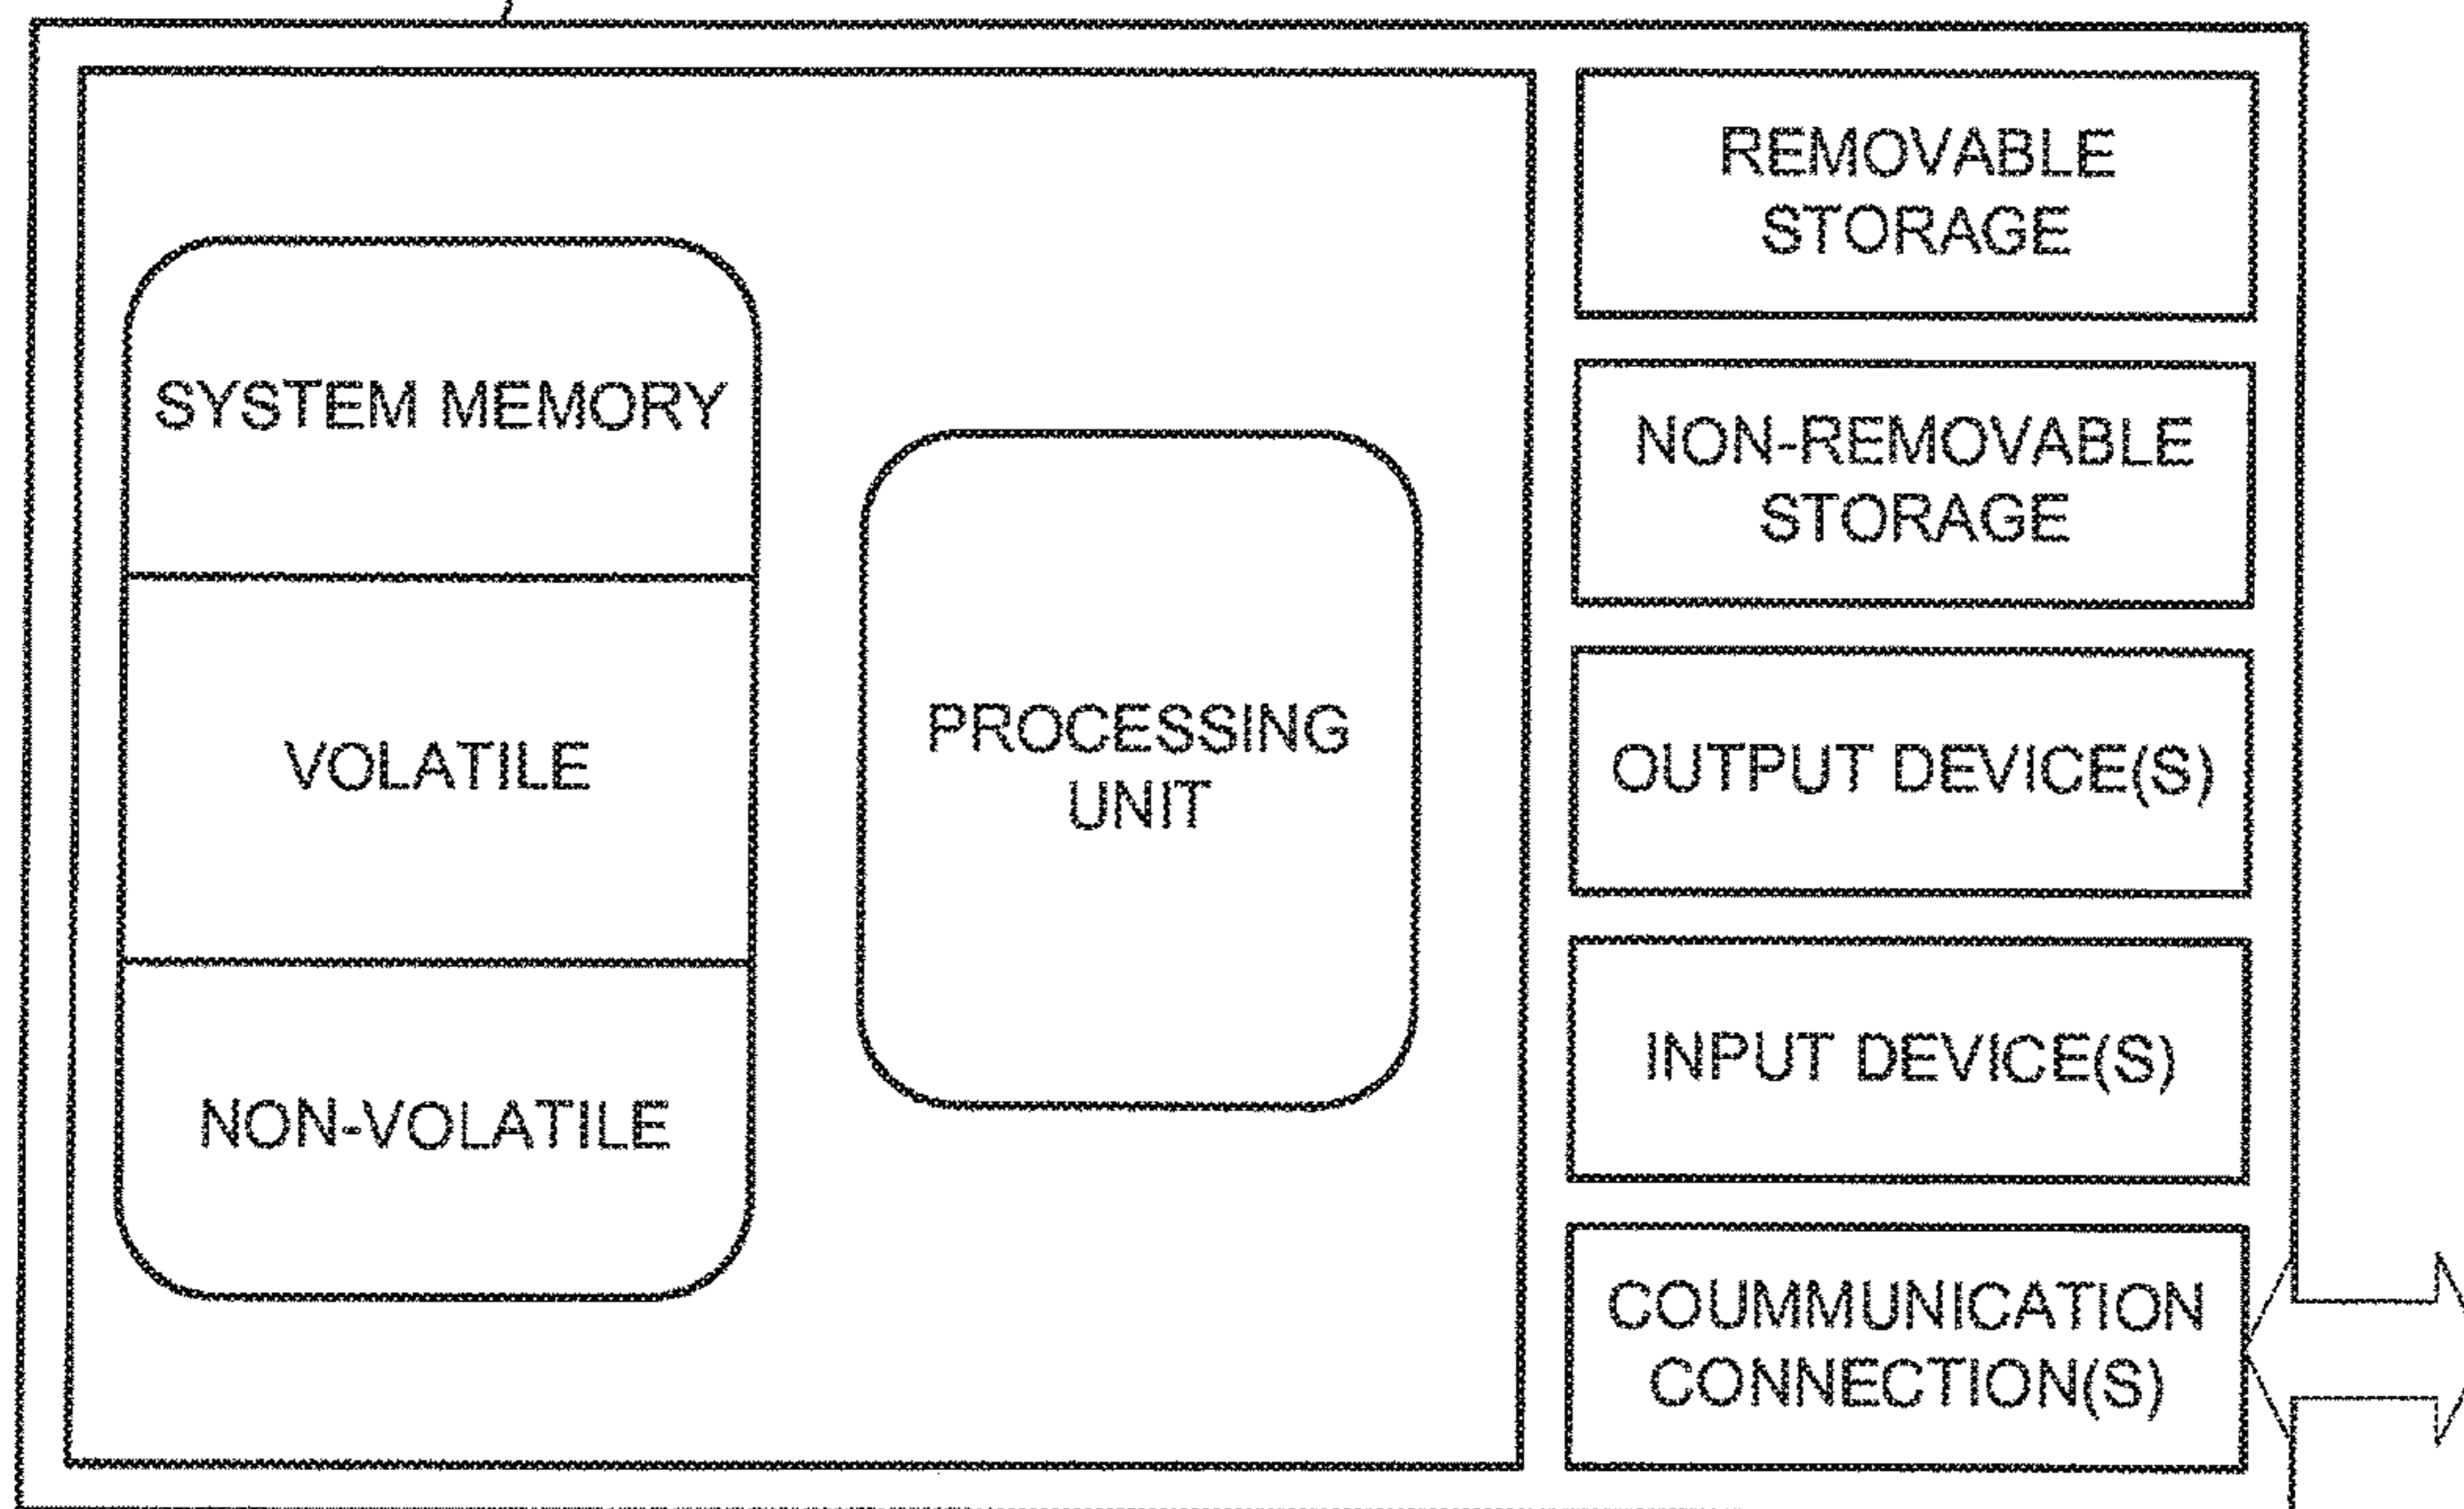 SYSTEM MEMORY
VOLATILE
NON-VOLATILE
PROCESSING
UNIT
REMOVABLE
STORAGE
NON-REMOVABLE
STORAGE
OUTPUT DEVICE(S)
INPUT DEVICE(S)
COUMMUNICATION
CONNECTION(S)